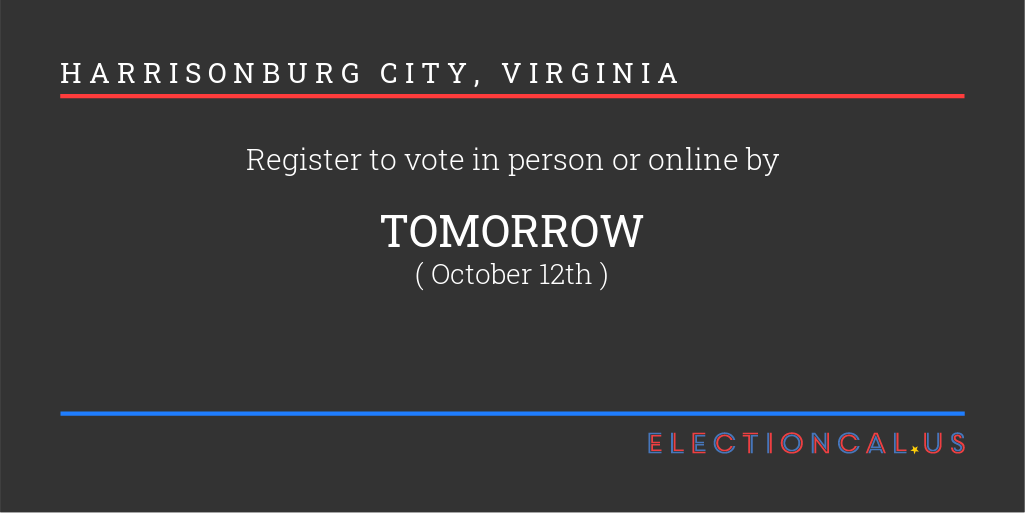 HARRISONBURG CITY, VIRGINIA
Register to vote in person or online by
TOMORROW
( October 12th )
ELECTIONCAL.US